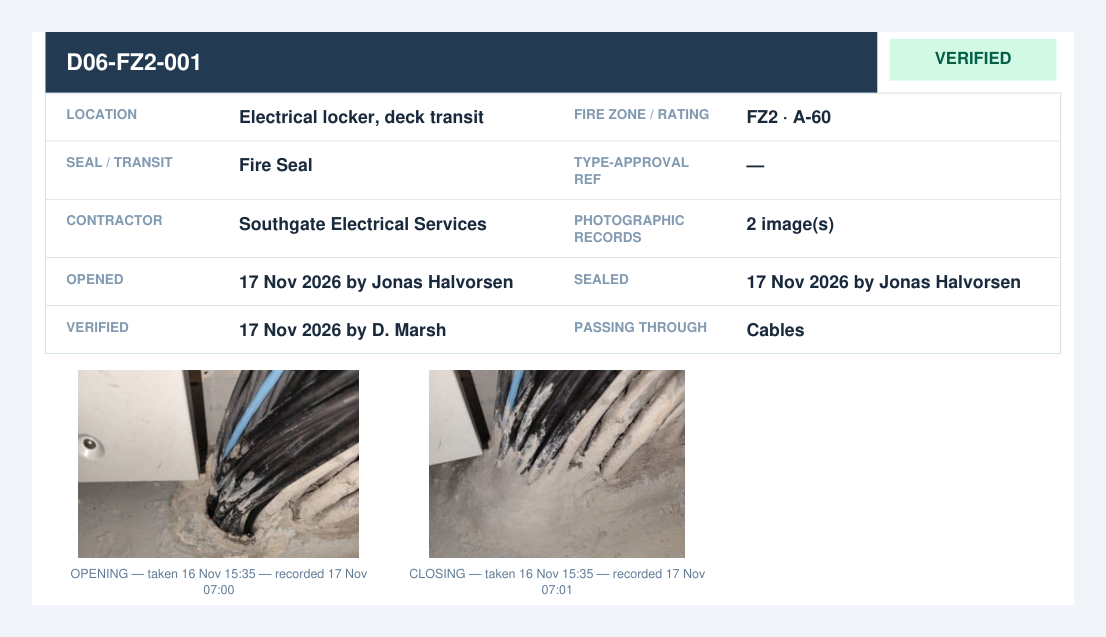 D06-FZ2-001
VERIFIED
LOCATION
Electrical locker, deck transit
FIRE ZONE / RATING
FZ2 · A-60
SEAL / TRANSIT
Fire Seal
TYPE-APPROVAL
REF
—
CONTRACTOR
Southgate Electrical Services
PHOTOGRAPHIC
RECORDS
2 image(s)
OPENED
17 Nov 2026 by Jonas Halvorsen
SEALED
17 Nov 2026 by Jonas Halvorsen
VERIFIED
17 Nov 2026 by D. Marsh
PASSING THROUGH
Cables
OPENING — taken 16 Nov 15:35 — recorded 17 Nov
07:00
CLOSING — taken 16 Nov 15:35 — recorded 17 Nov
07:01